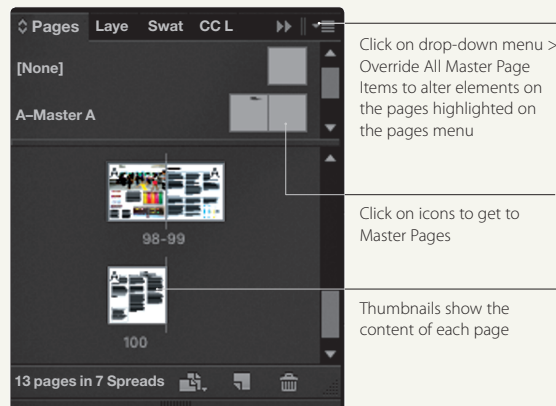 Pages Laye Swat CC L
[None]
A–Master A
98-99
100
13 pages in 7 Spreads
Click on drop-down menu >
Override All Master Page
Items to alter elements on
the pages highlighted on
the pages menu
Click on icons to get to
Master Pages
Thumbnails show the
content of each page